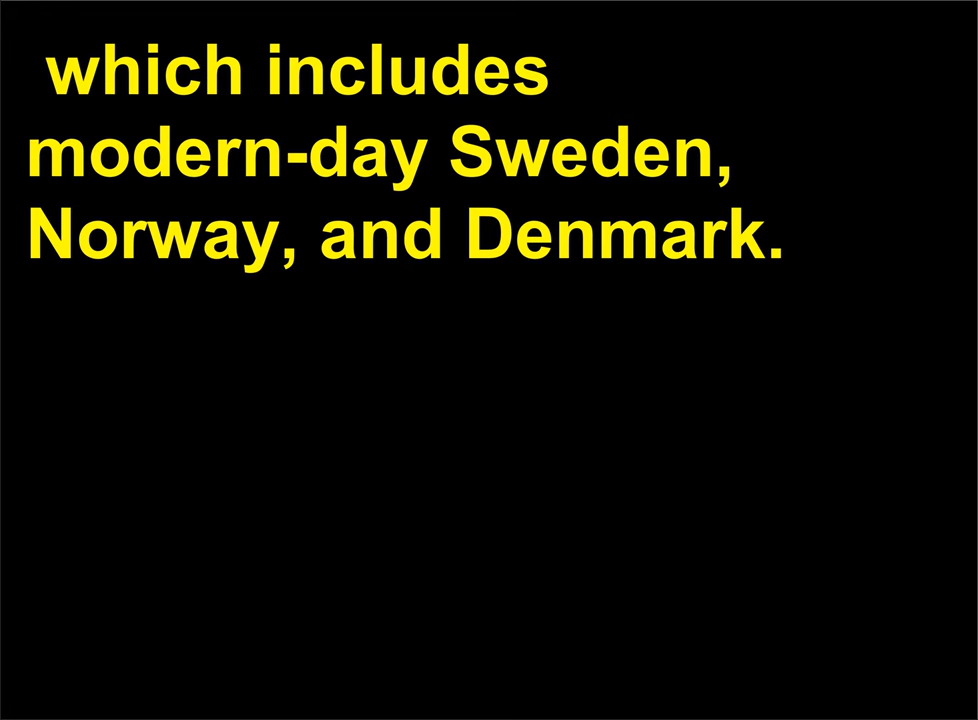 which includes
modern-day Sweden,
Norway, and Denmark.